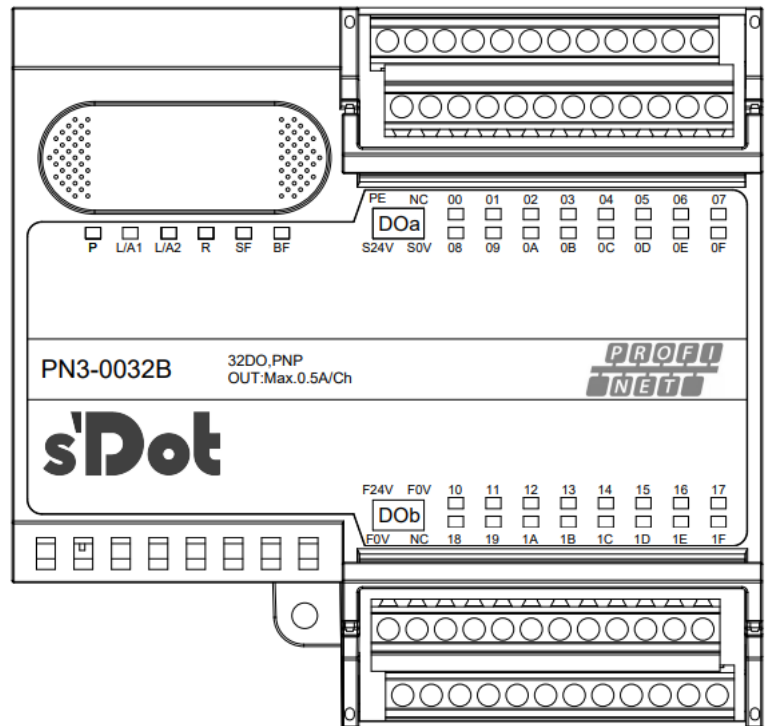 PE NC 00 01 02 03 04 05 06 07
DOa
S24V S0V 08 09 0A 0B 0C 0D 0E 0F
P L/A1 L/A2 R SF BF
PN3-0032B
32DO,PNP
OUT:Max.0.5A/Ch
PROFI
NET
s'Dot
F24V F0V 10 11 12 13 14 15 16 17
DOb
F0V NC 18 19 1A 1B 1C 1D 1E 1F